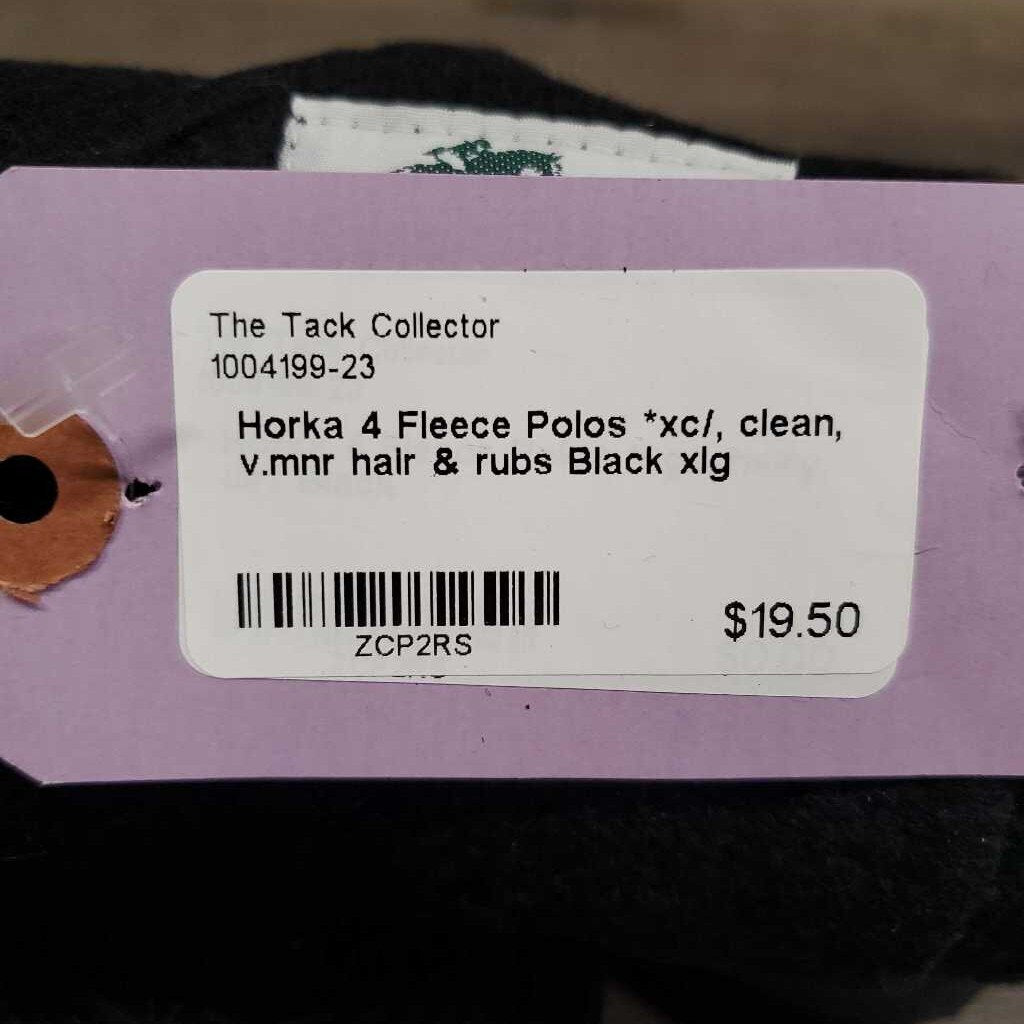 The Tack Collector
1004199-23
Horka 4 Fleece Polos *xc/, clean,
v.mnr hair & rubs Black xlg
ZCP2RS
$19.50